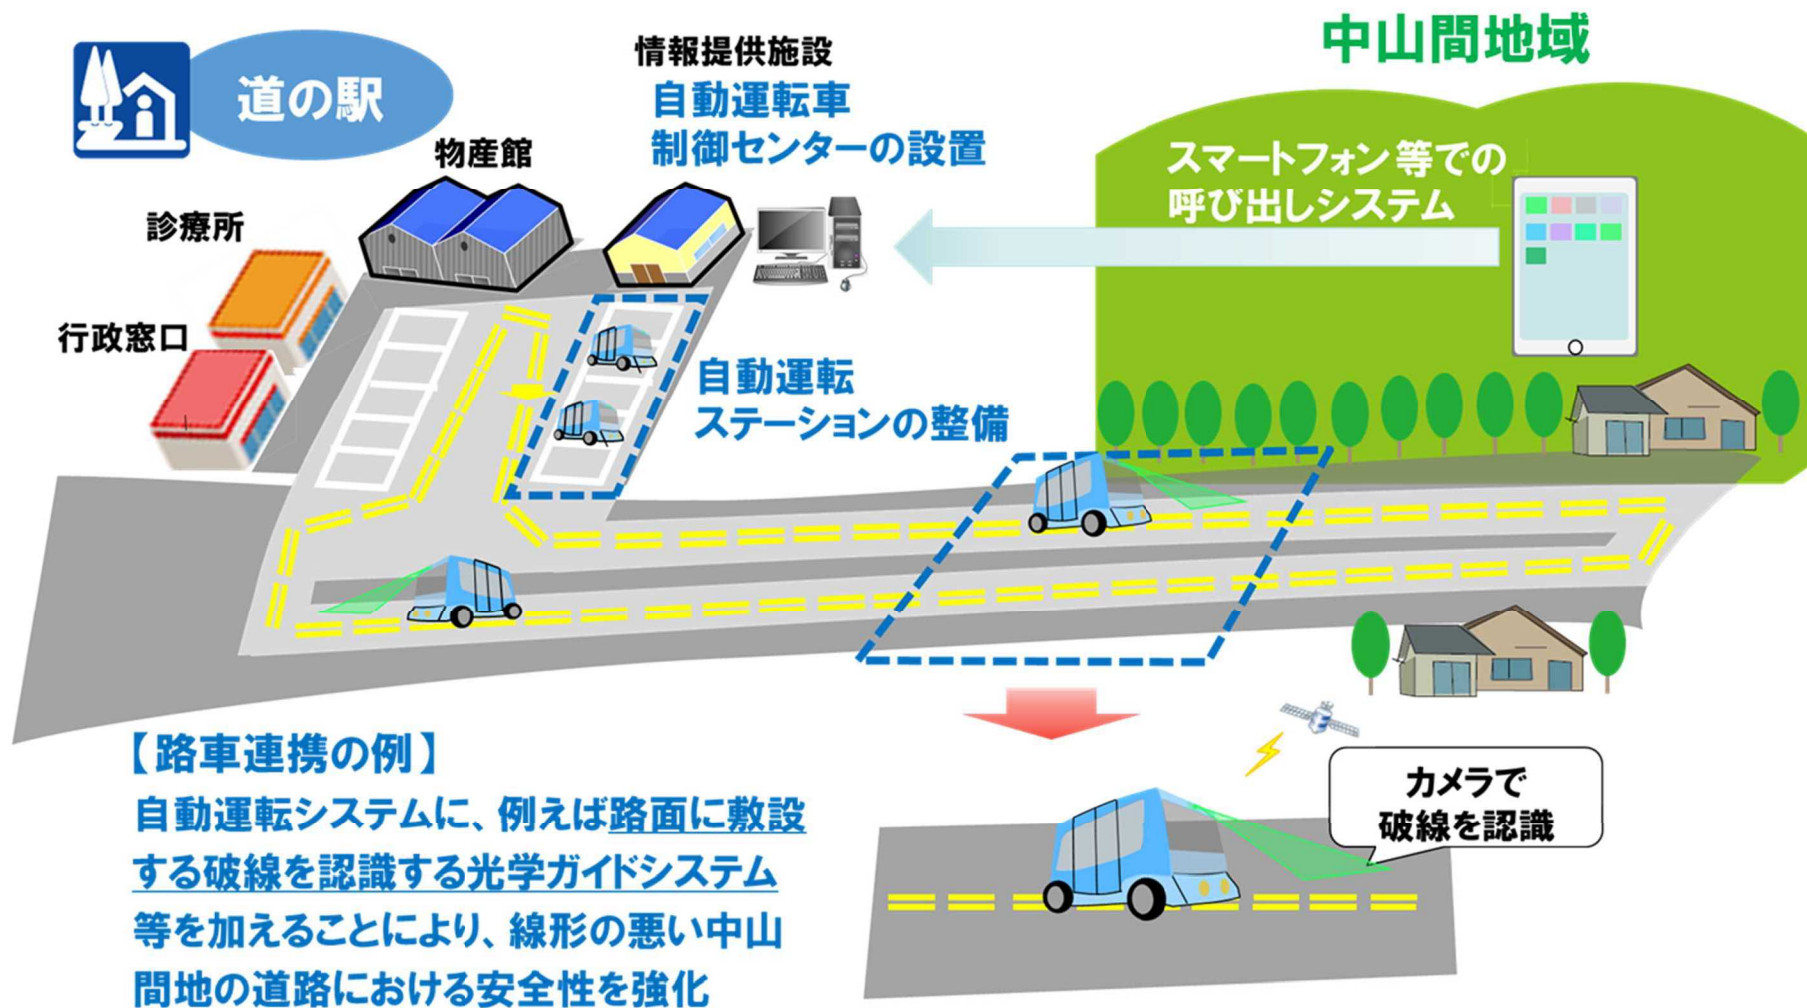 道の駅
情報提供施設
自動運転車
制御センターの設置
中山間地域
スマートフォン等での
呼び出しシステム
物産館
診療所
行政窓口
自動運転
ステーションの整備
【路車連携の例】
自動運転システムに、例えば路面に敷設
する破線を認識する光学ガイドシステム
等を加えることにより、線形の悪い中山
間地の道路における安全性を強化
カメラで
破線を認識